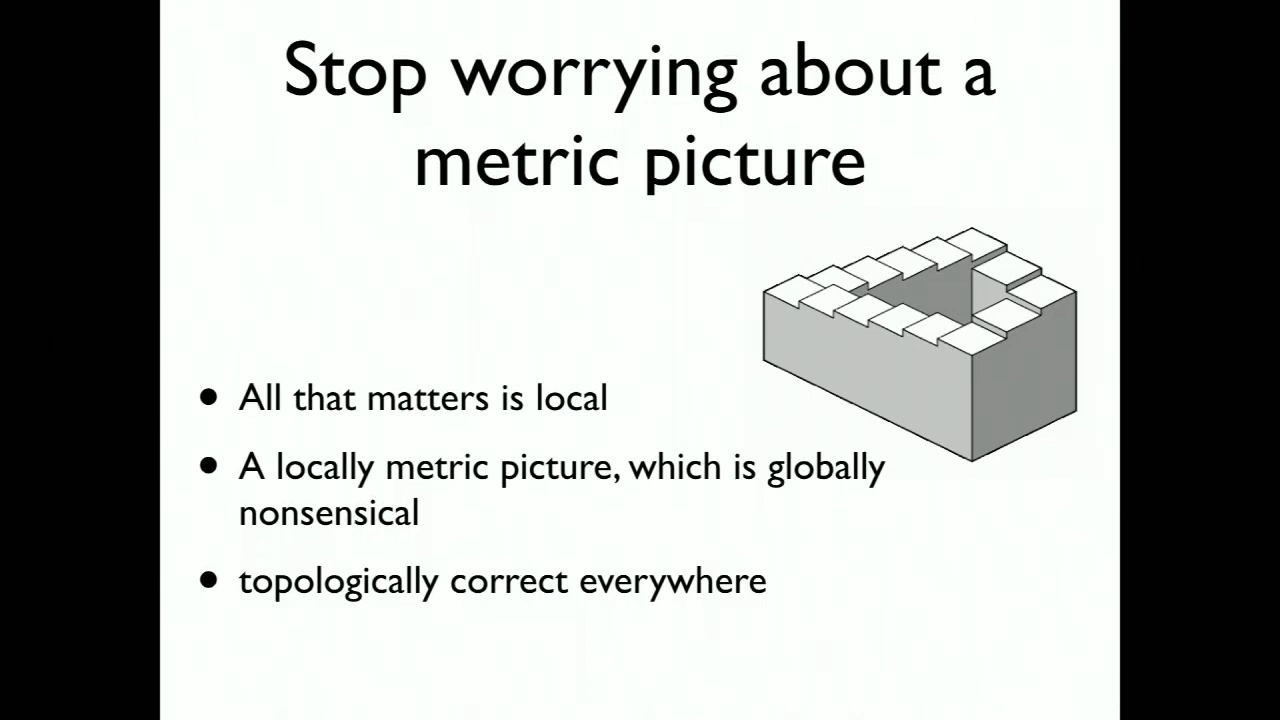 Stop worrying about a
metric picture
• All that matters is local
• A locally metric picture, which is globally
nonsensical
• topologically correct everywhere